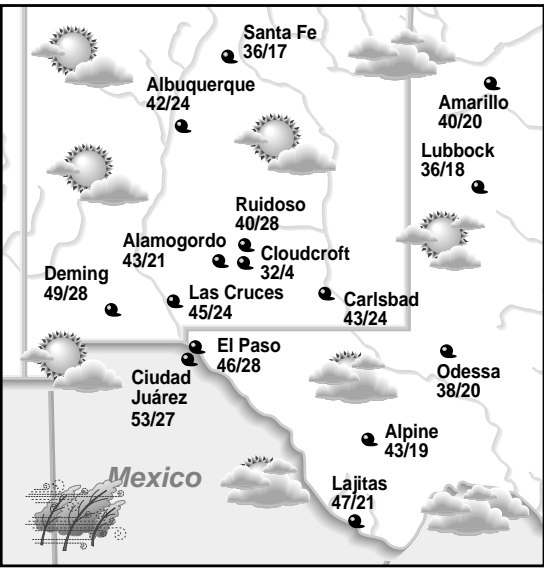 Santa Fe
36/17
Albuquerque
42/24
Amarillo
40/20
Lubbock
36/18
Ruidoso
40/28
Alamogordo
43/21
Cloudcroft
32/4
Deming
49/28
Las Cruces
45/24
Carlsbad
43/24
El Paso
46/28
Ciudad
Juárez
53/27
Odessa
38/20
Alpine
43/19
Mexico
Lajitas
47/21